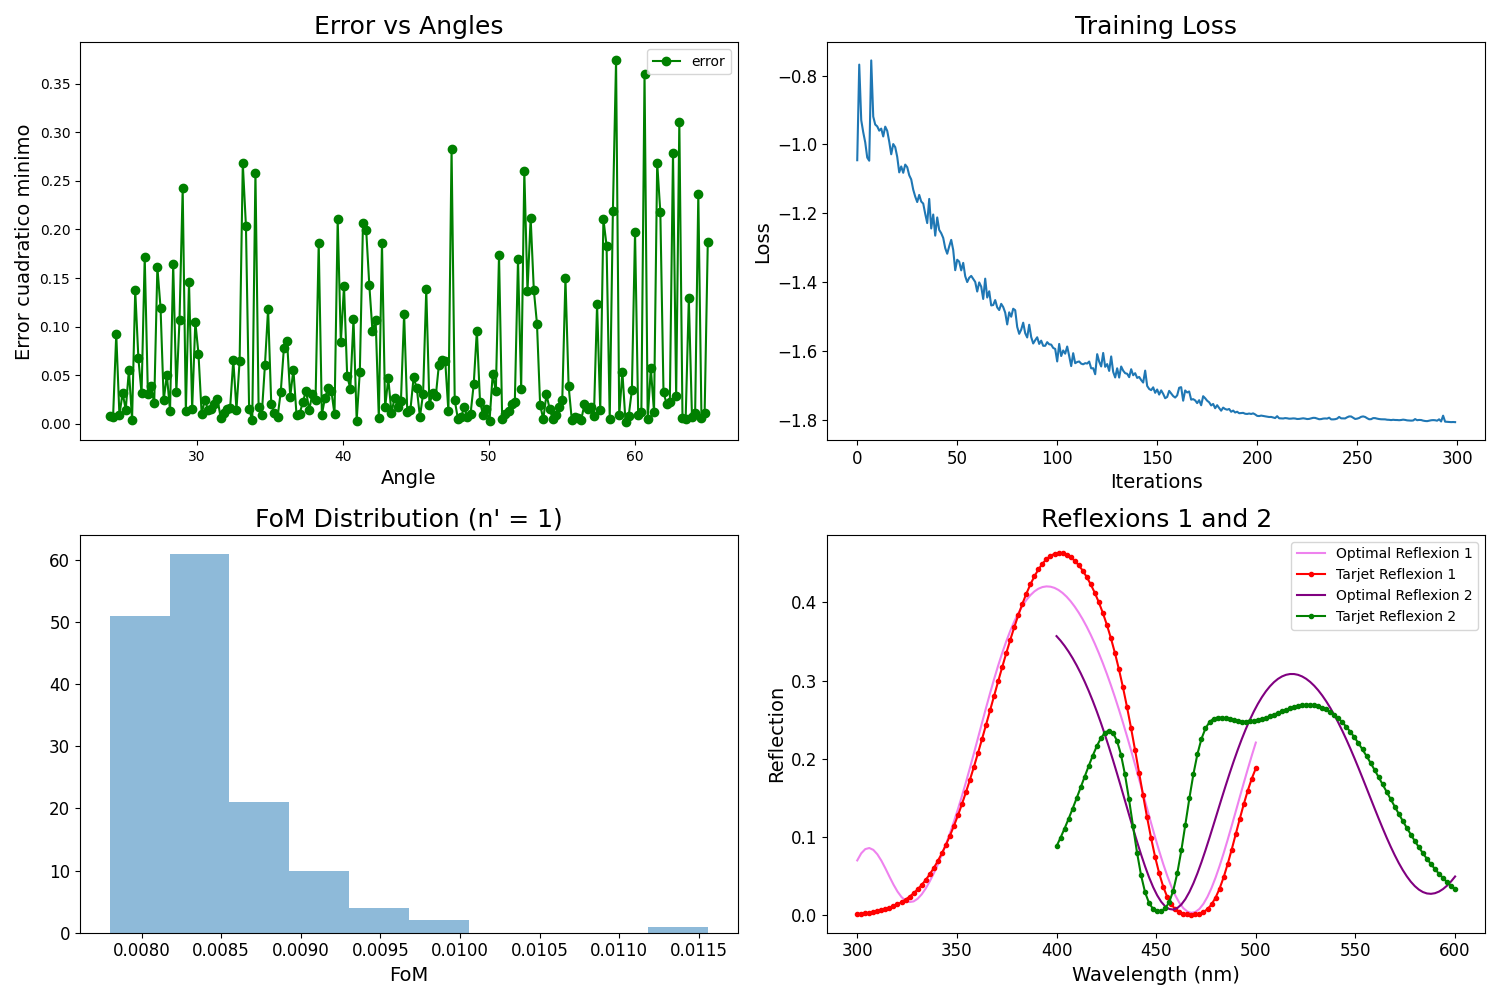 Error vs Angles
error
0.35
0.30
0.25
0.20
0.15
0.10
0.05
0.00
Error cuadratico minimo
30 40 50 60
Angle
Training Loss
−0.8
−1.0
−1.2
−1.4
−1.6
−1.8
Loss
0 50 100 150 200 250 300
Iterations
FoM Distribution (n' = 1)
60
50
40
30
20
10
0
0.0080 0.0085 0.0090 0.0095 0.0100 0.0105 0.0110 0.0115
FoM
Reflexions 1 and 2
Optimal Reflexion 1
Tarjet Reflexion 1
Optimal Reflexion 2
Tarjet Reflexion 2
0.4
0.3
0.2
0.1
0.0
Reflection
300 350 400 450 500 550 600
Wavelength (nm)